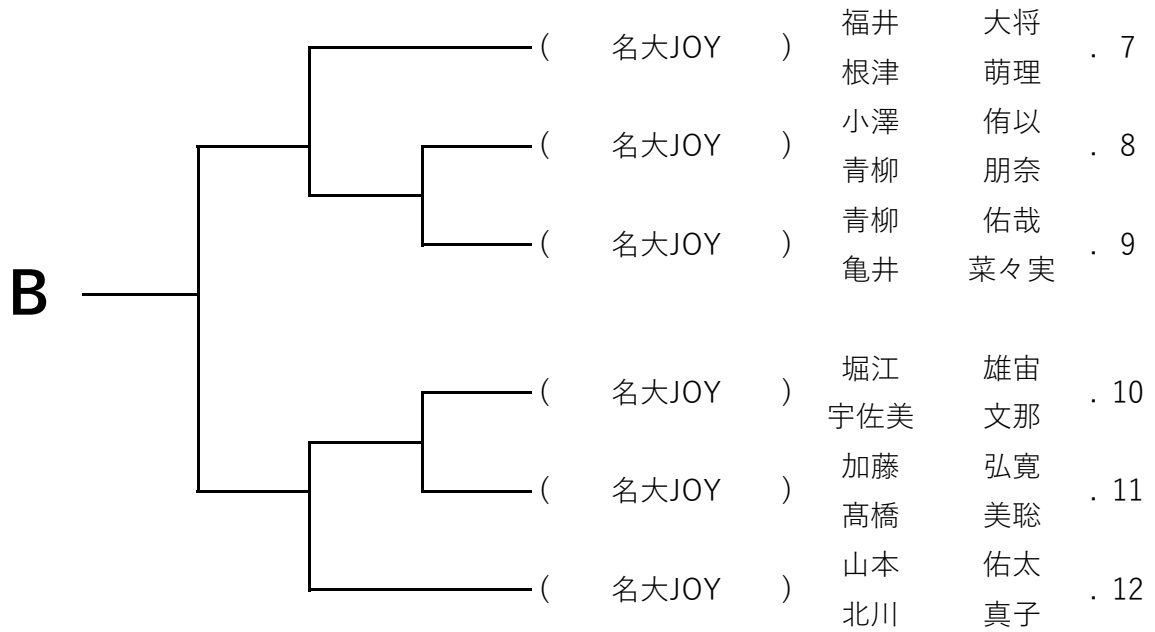 福井 大将
( 名大JOY ) . 7
根津 萌理
小澤 侑以
( 名大JOY ) . 8
青柳 朋奈
青柳 佑哉
( 名大JOY ) . 9
亀井 菜々実
B
堀江 雄宙
( 名大JOY ) . 10
宇佐美 文那
加藤 弘寛
( 名大JOY ) . 11
髙橋 美聡
山本 佑太
( 名大JOY ) . 12
北川 真子